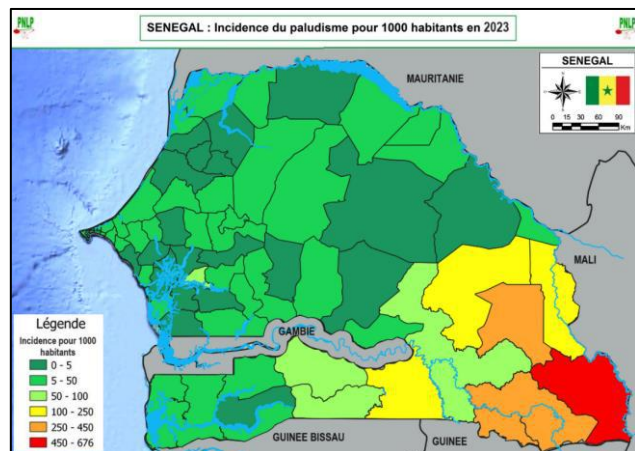 PNLP
SENEGAL : Incidence du paludisme pour 1000 habitants en 2023
PNLP
MAURITANIE
SENEGAL
0 15 30 60 90
Km
MALI
GAMBIE
GUINEE BISSAU
GUINEE
Légende
Incidence pour 1000
habitants
0 - 5
5 - 50
50 - 100
100 - 250
250 - 450
450 - 676